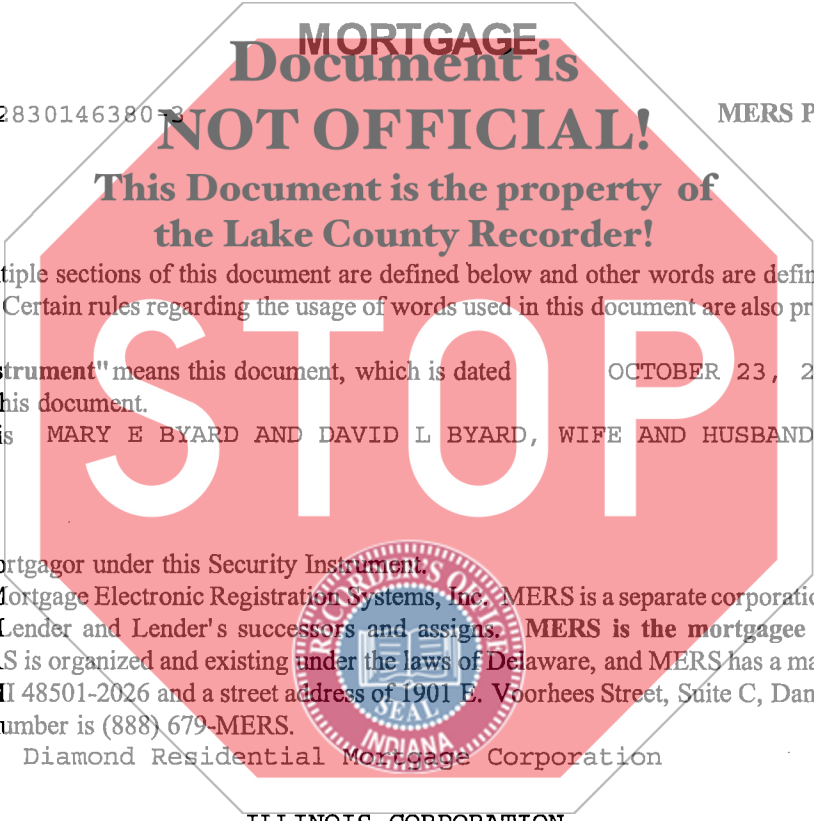 MORTGAGE
Document is
2830146380-3
NOT OFFICIAL!
MERS P
This Document is the property of
the Lake County Recorder!
tiple sections of this document are defined below and other words are defin
Certain rules regarding the usage of words used in this document are also pr
STOP
strument" means this document, which is dated OCTOBER 23, 2
his document.
is MARY E BYARD AND DAVID L BYARD, WIFE AND HUSBAND
ortgagor under this Security Instrument.
Mortgage Electronic Registration Systems, Inc. MERS is a separate corporatio
Lender and Lender's successors and assigns. MERS is the mortgagee
S is organized and existing under the laws of Delaware, and MERS has a ma
MI 48501-2026 and a street address of 1901 E. Voorhees Street, Suite C, Dan
umber is (888) 679-MERS.
Diamond Residential Mortgage Corporation
ILLINOIS CORPORATION
SEAL
INDIANA